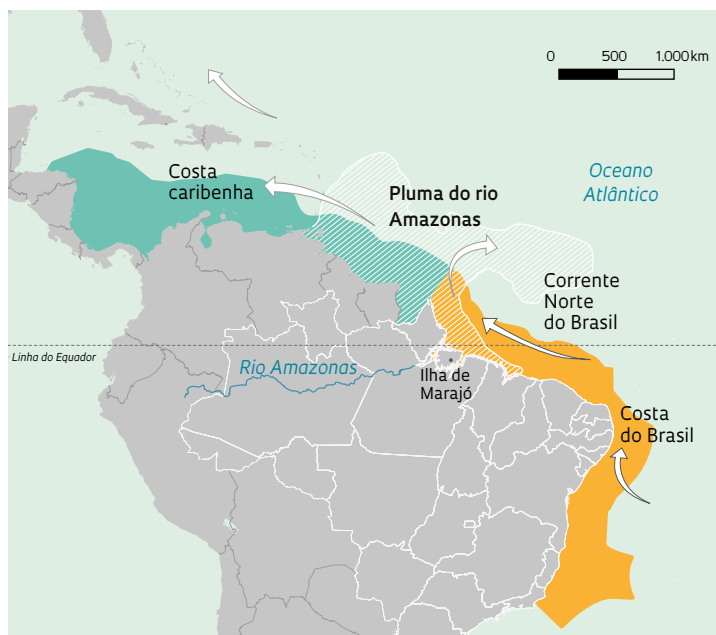 0 500 1.000 km
Oceano
Atlântico
Costa
caribenha
Pluma do rio
Amazonas
Corrente
Norte
do Brasil
Linha do Equador
Rio Amazonas
Ilha de
Marajó
Costa
do Brasil